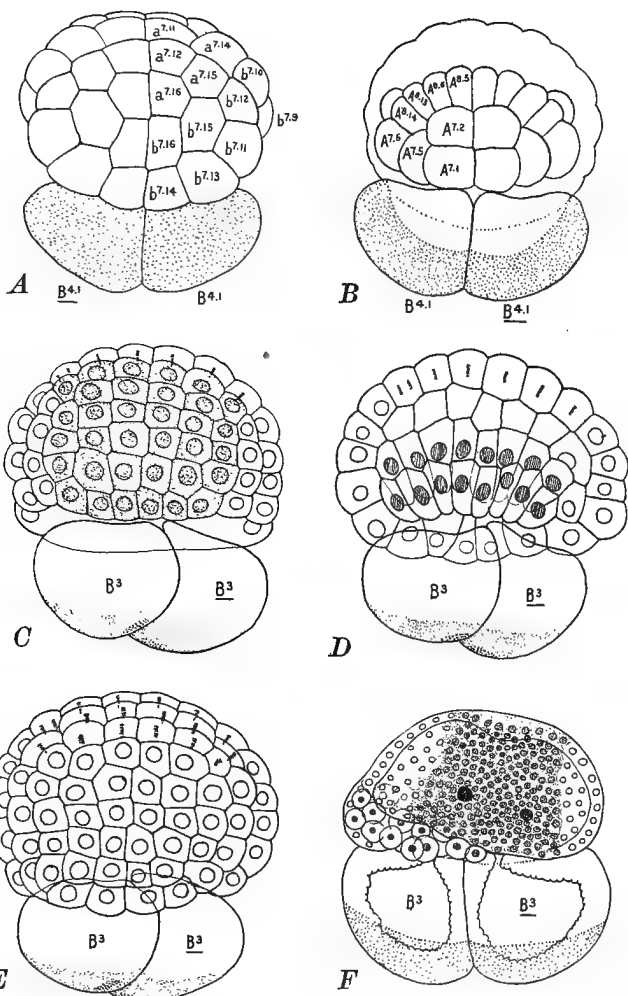 a7.11
a7.12
a7.14
a7.15
b7.10
a7.16
b7.12
b7.9
b7.15
b7.16
b7.11
b7.13
b7.14
A
B4.1
B4.1
A8.6
A8.5
A8.13
A8.14
A7.6
A7.2
A7.5
A7.1
B
B4.1
B4.1
C
B3
B3
D
B3
B3
E
B3
B3
F
B3
B3